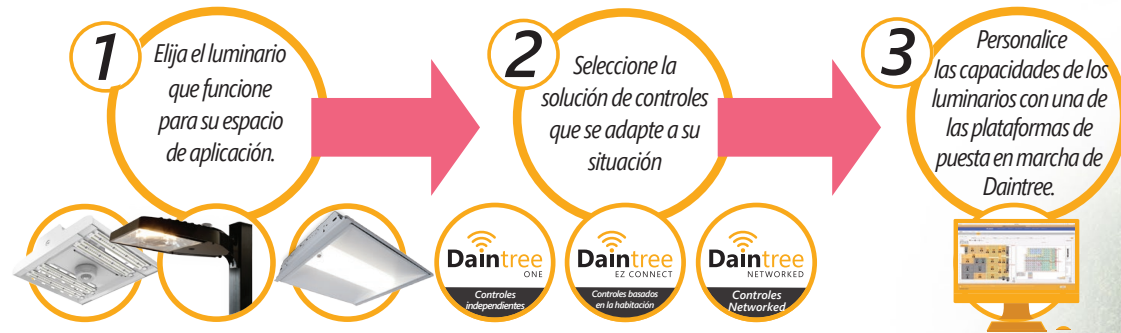 1
Elija el luminario
que funcione
para su espacio
de aplicación.
2
Seleccione la
solución de controles
que se adapte a su
situación
3
Personalice
las capacidades de los
luminarios con una de
las plataformas de
puesta en marcha de
Daintree.
Daintree
ONE
Controles
independientes
Daintree
EZ CONNECT
Controles basados
en la habitación
Daintree
NETWORKED
Controles
Networked